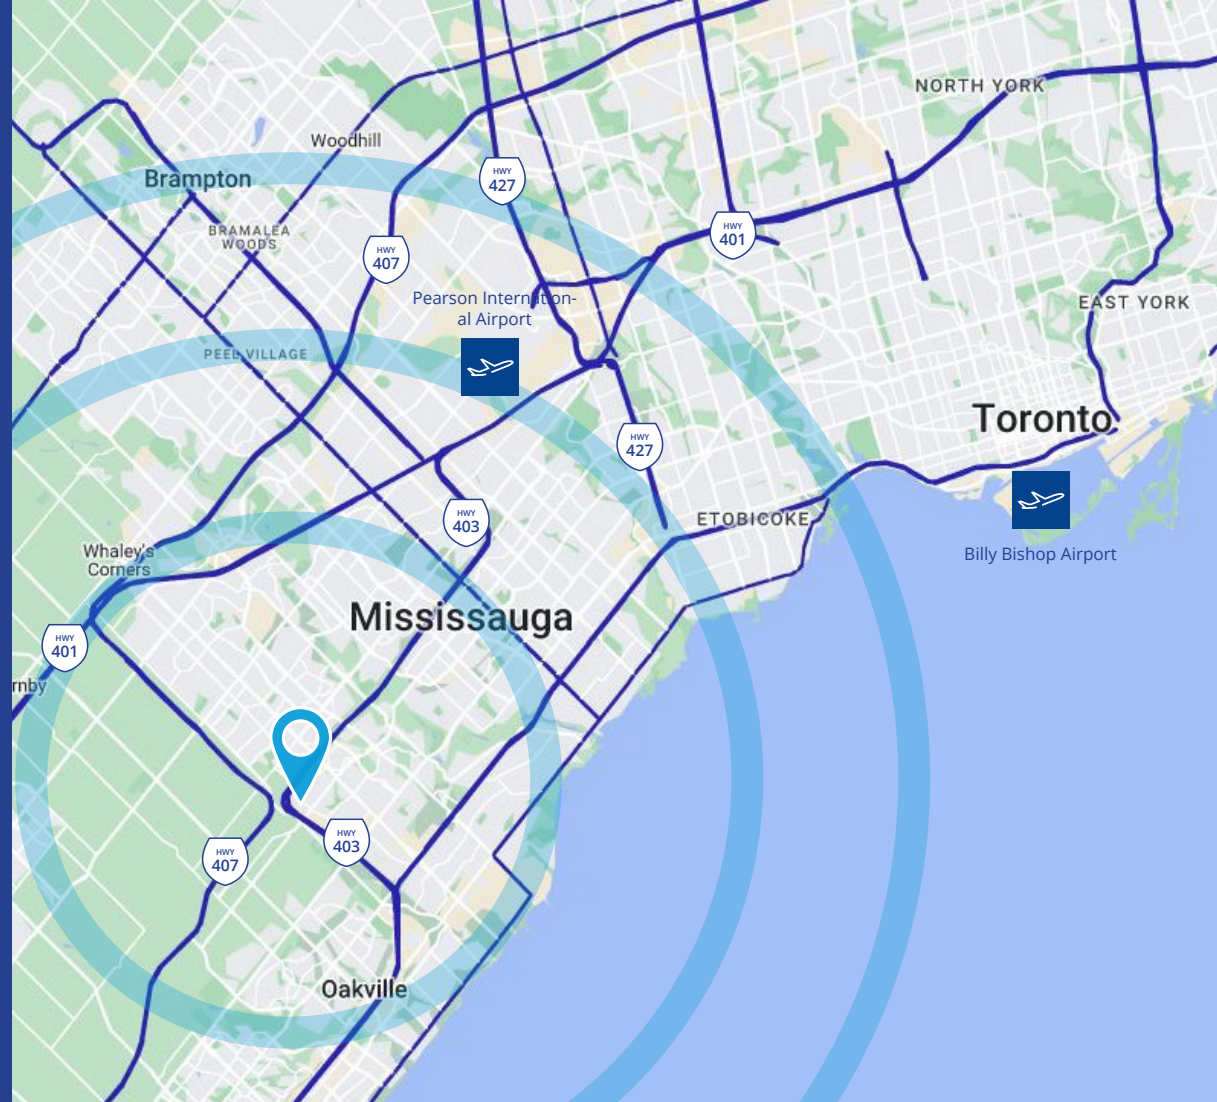 NORTH YORK
Woodhill
HWY
427
Brampton
BRAMALEA
WOODS
HWY
401
HWY
407
Pearson Internation-
al Airport
EAST YORK
PEEL VILLAGE
Toronto
HWY
427
HWY
403
ETOBICOKE
Whaley's
Corners
Billy Bishop Airport
Mississauga
HWY
401
rnby
HWY
403
HWY
407
Oakville